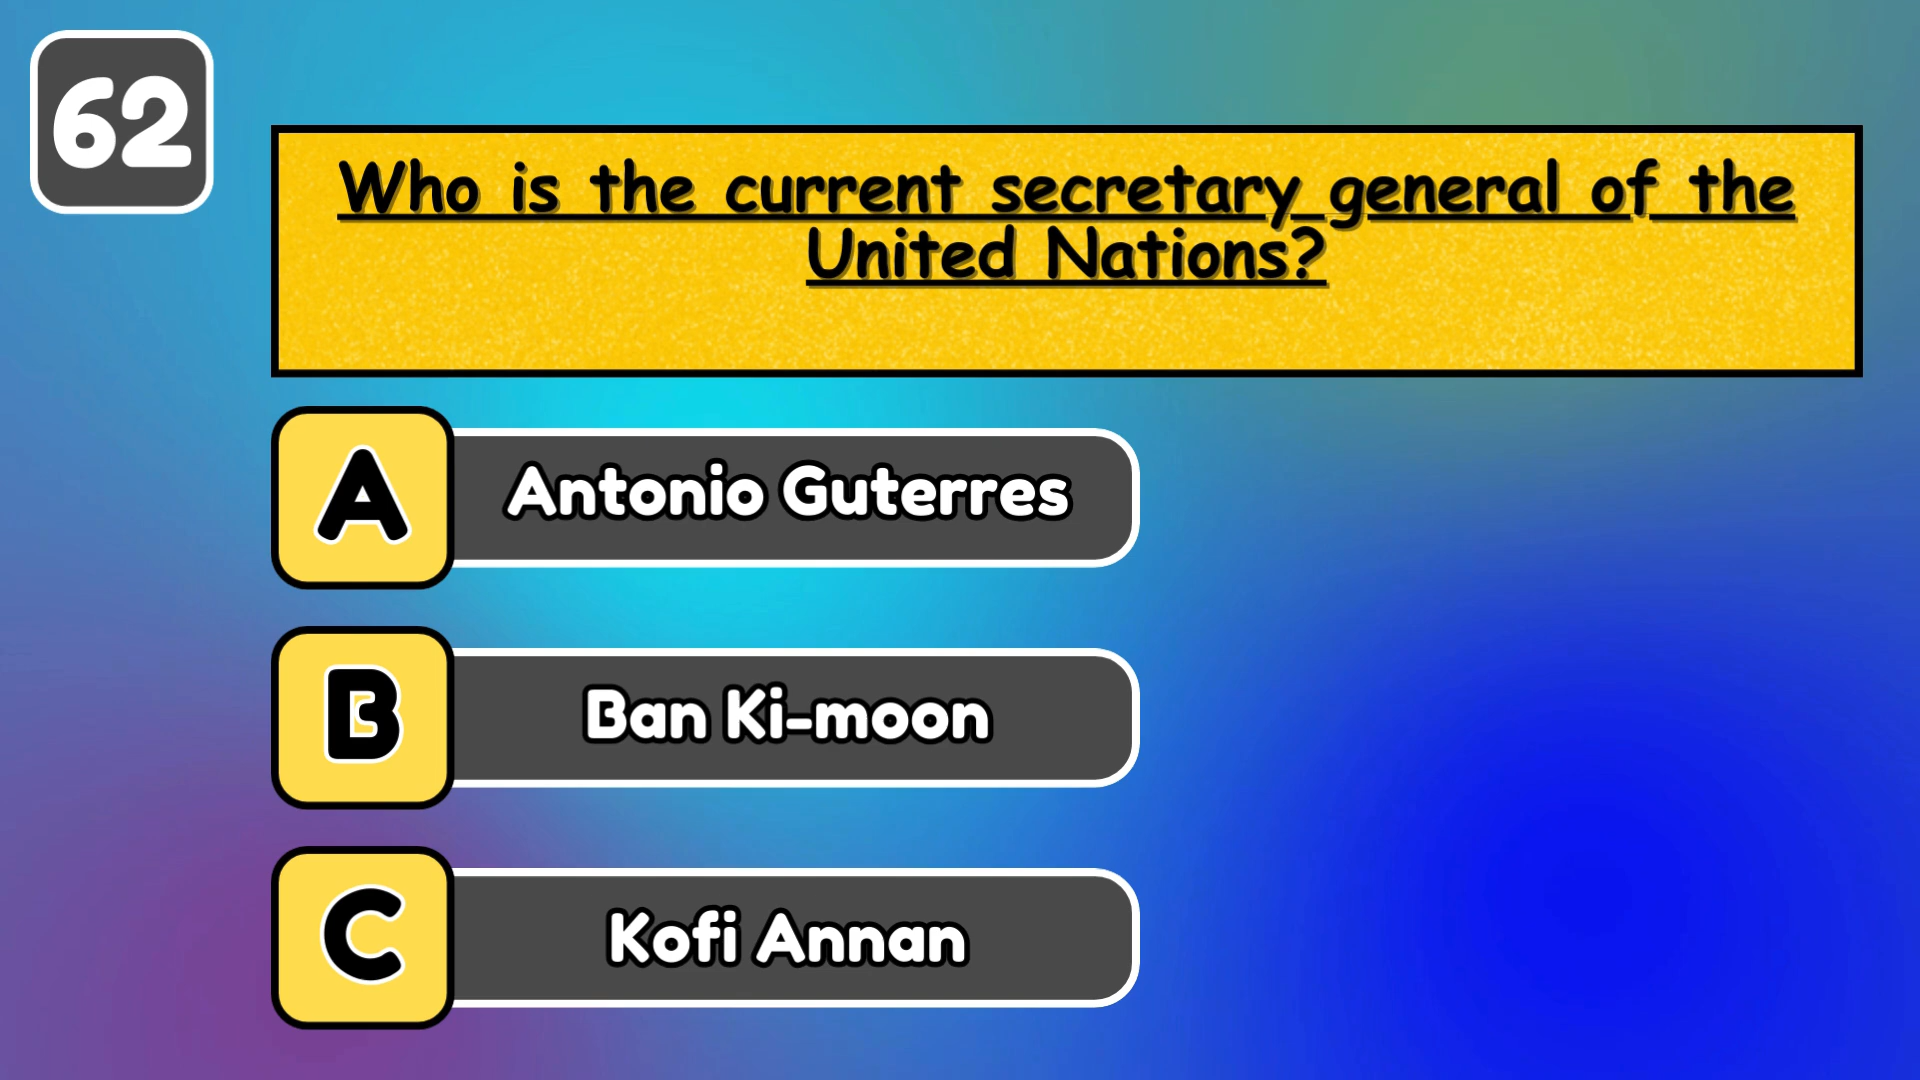 62
Who is the current secretary general of the
United Nations?
A
Antonio Guterres
B
Ban Ki-moon
C
Kofi Annan